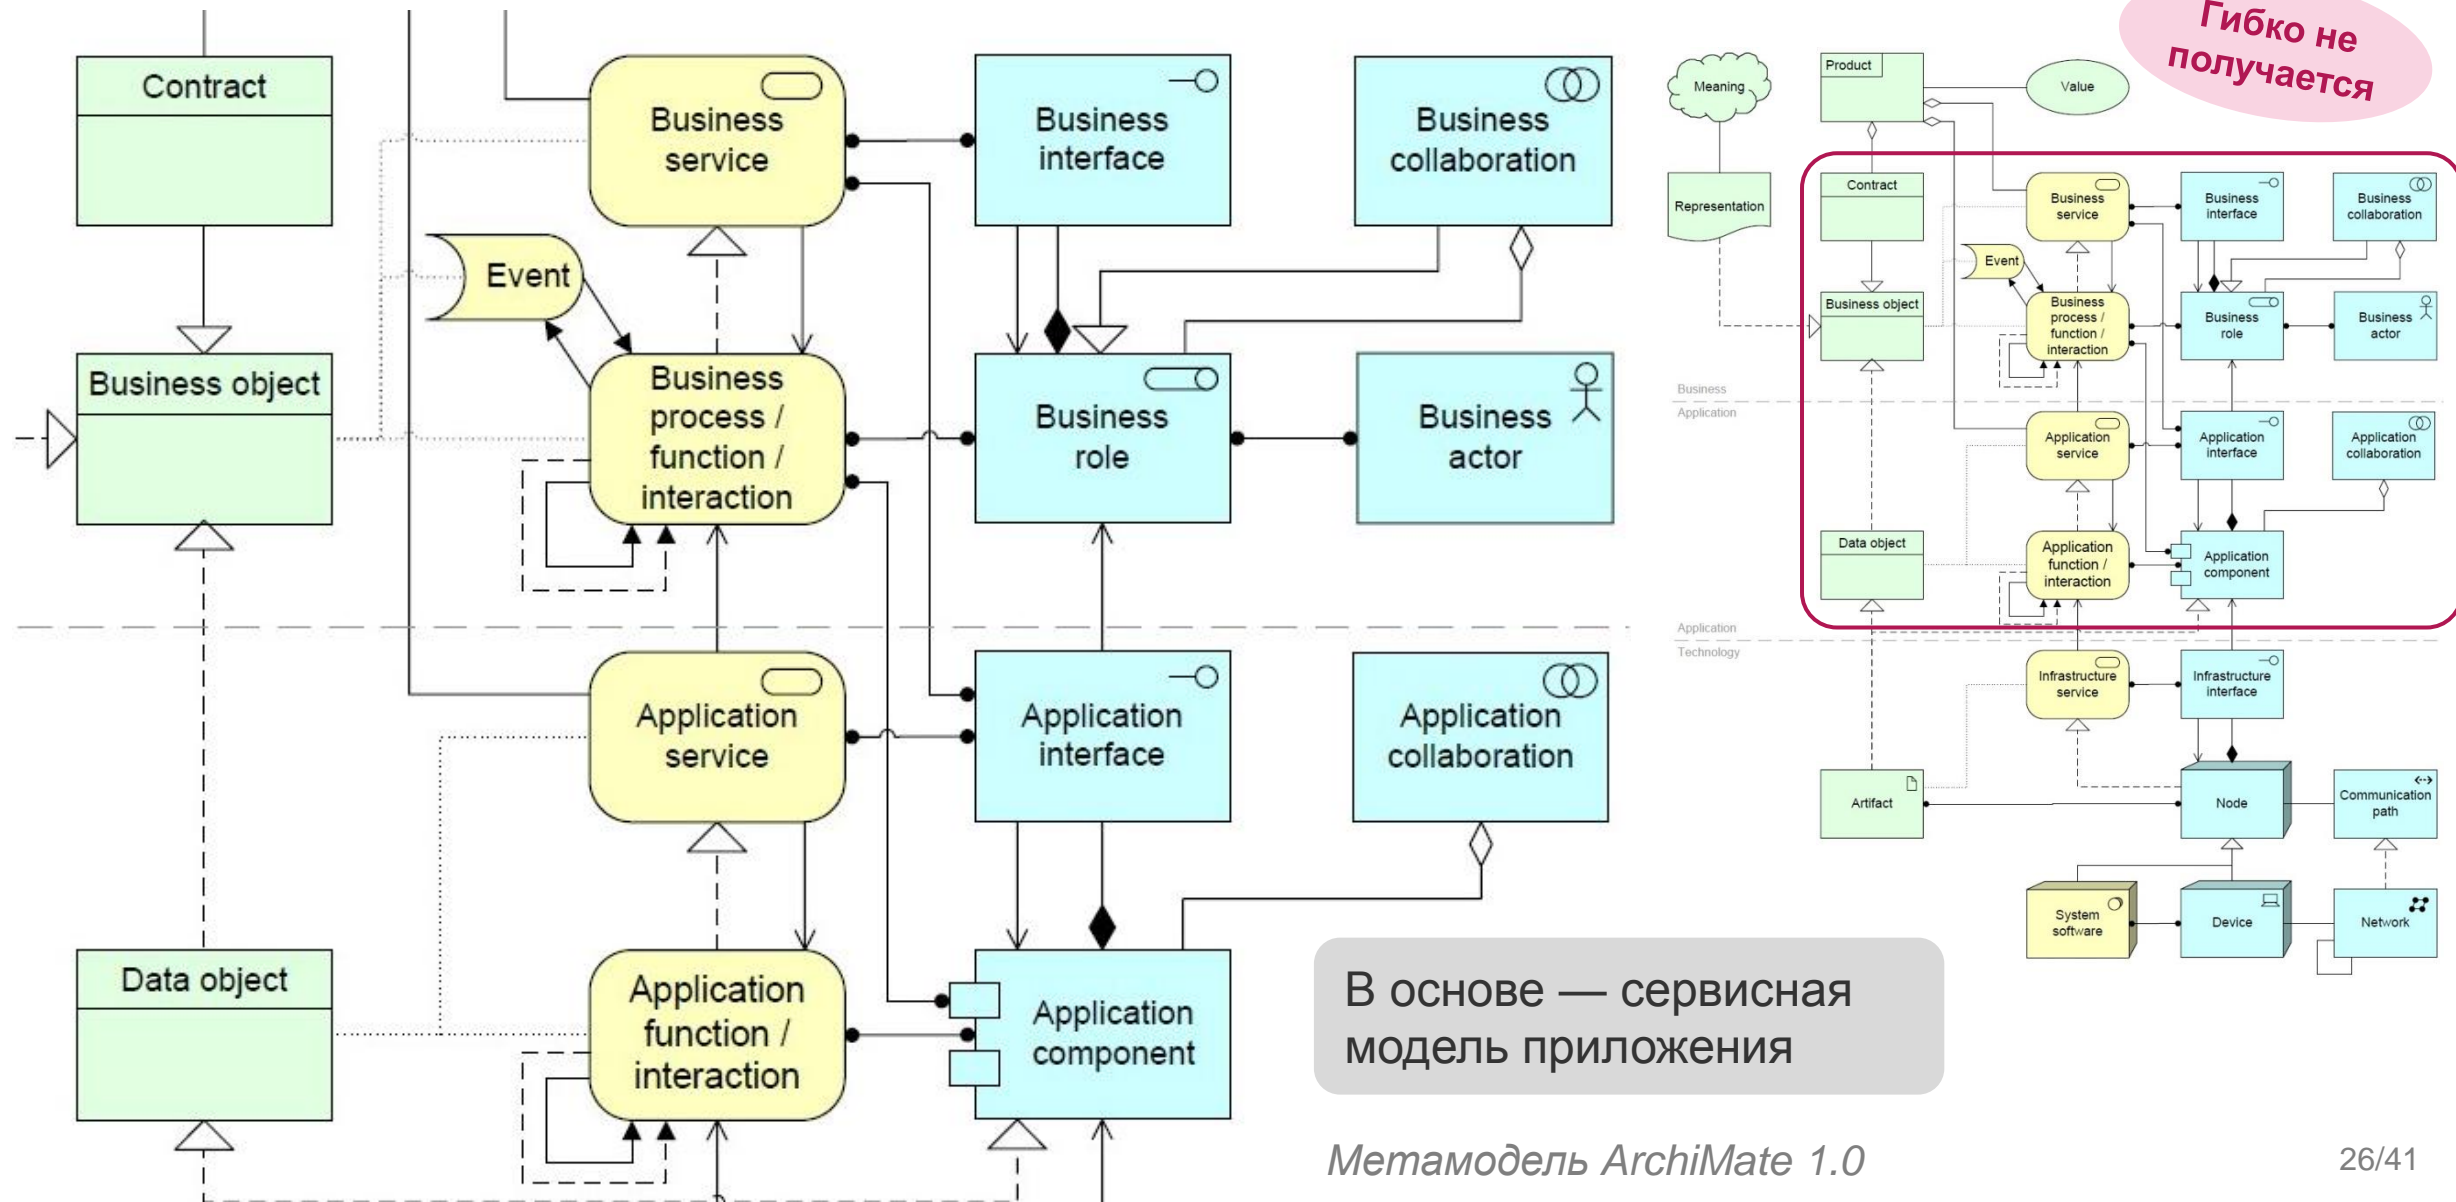 Contract
Business
service
Business
interface
Business
collaboration
Event
Business object
Business
process /
function /
interaction
Business
role
Business
actor
Application
service
Application
interface
Application
collaboration
Data object
Application
function /
interaction
Application
component
Гибко не
получается
Meaning
Product
Value
Representation
Contract
Business
service
Business
interface
Business
collaboration
Event
Business object
Business
process /
function /
interaction
Business
role
Business
actor
Business
Application
Application
service
Application
interface
Application
collaboration
Data object
Application
function /
interaction
Application
component
Application
Technology
Infrastructure
service
Infrastructure
interface
Artifact
Node
Communication
path
System
software
Device
Network
В основе — сервисная
модель приложения
Метамодель ArchiMate 1.0
26/41